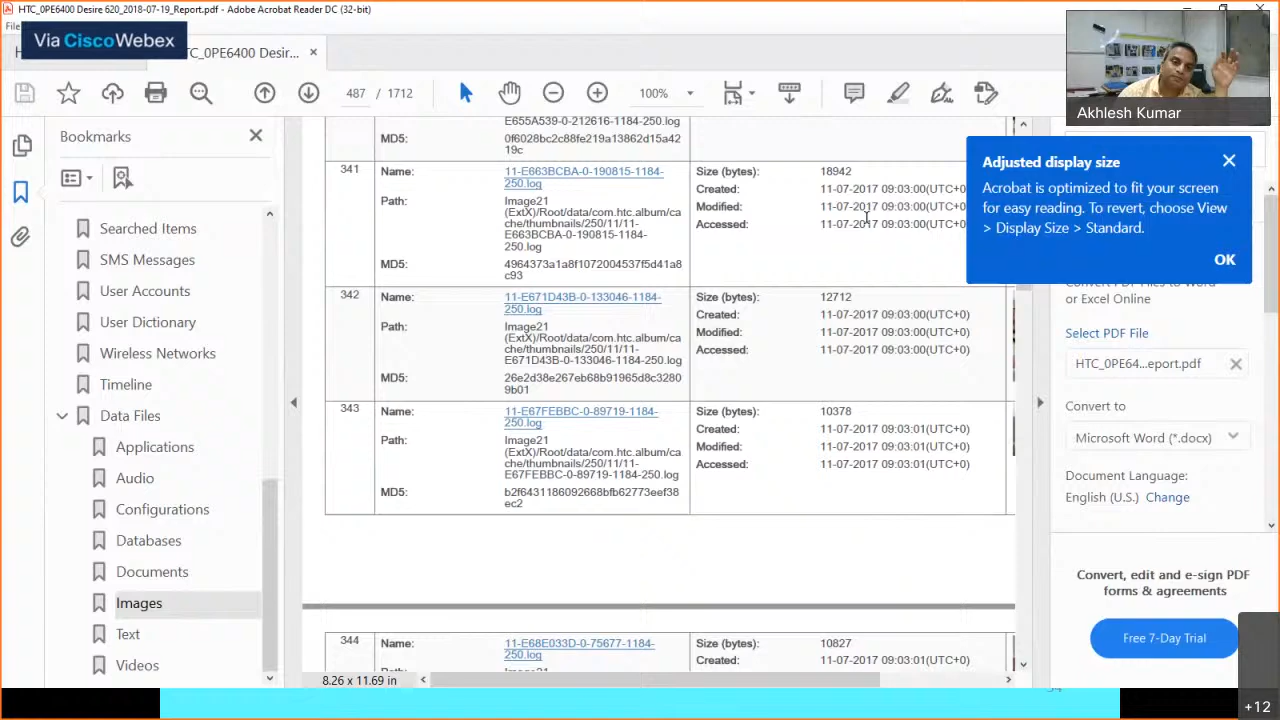 HTC_0PE6400 Desire 620_2018-07-19_Report.pdf - Adobe Acrobat Reader DC (32-bit)
Via CiscoWebex
TC_0PE6400 Desir...
487 / 1712
100%
Akhlesh Kumar
Bookmarks
Searched Items
SMS Messages
User Accounts
User Dictionary
Wireless Networks
Timeline
Data Files
Applications
Audio
Configurations
Databases
Documents
Images
Text
Videos
E655A539-0-212616-1184-250.log
MD5:
0f6028bc2c88fe219a13862d15a42
19c
341
Name:
11-E663BCBA-0-190815-1184-
250.log
Path:
Image21
(ExtX)/Root/data/com.htc.album/ca
che/thumbnails/250/11/11-
E663BCBA-0-190815-1184-
250.log
MD5:
4964373a1a8f1072004537f5d41a8
c93
Size (bytes): 18942
Created: 11-07-2017 09:03:00(UTC+0
Modified: 11-07-2017 09:03:00(UTC+0
Accessed: 11-07-2017 09:03:00(UTC+0
342
Name:
11-E671D43B-0-133046-1184-
250.log
Path:
Image21
(ExtX)/Root/data/com.htc.album/ca
che/thumbnails/250/11/11-
E671D43B-0-133046-1184-250.log
MD5:
26e2d38e267eb68b91965d8c3280
9b01
Size (bytes): 12712
Created: 11-07-2017 09:03:00(UTC+0)
Modified: 11-07-2017 09:03:00(UTC+0)
Accessed: 11-07-2017 09:03:00(UTC+0)
343
Name:
11-E67FEBBC-0-89719-1184-
250.log
Path:
Image21
(ExtX)/Root/data/com.htc.album/ca
che/thumbnails/250/11/11-
E67FEBBC-0-89719-1184-250.log
MD5:
b2f6431186092668bfb62773eef38
ec2
Size (bytes): 10378
Created: 11-07-2017 09:03:01(UTC+0)
Modified: 11-07-2017 09:03:01(UTC+0)
Accessed: 11-07-2017 09:03:01(UTC+0)
344
Name:
11-E68E033D-0-75677-1184-
250.log
Size (bytes): 10827
Created: 11-07-2017 09:03:01(UTC+0)
8.26 x 11.69 in
Adjusted display size
Acrobat is optimized to fit your screen
for easy reading. To revert, choose View
> Display Size > Standard.
OK
Convert PDF Files to Word
or Excel Online
Select PDF File
HTC_0PE64...eport.pdf
Convert to
Microsoft Word (*.docx)
Document Language:
English (U.S.) Change
Convert, edit and e-sign PDF
forms & agreements
Free 7-Day Trial
+12